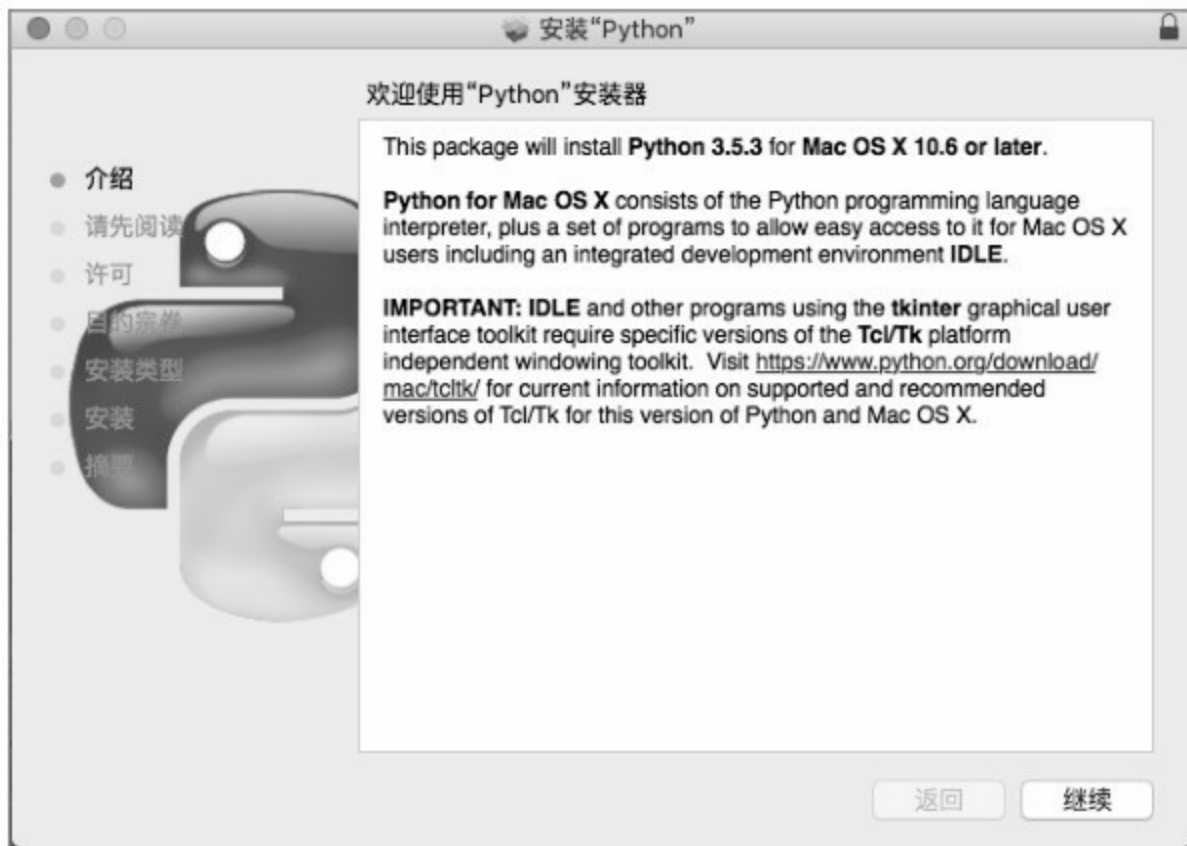 安装“Python”
欢迎使用“Python”安装器
介绍
请先阅读
许可
目的宗卷
安装类型
安装
摘要
This package will install Python 3.5.3 for Mac OS X 10.6 or later.
Python for Mac OS X consists of the Python programming language
interpreter, plus a set of programs to allow easy access to it for Mac OS X
users including an integrated development environment IDLE.
IMPORTANT: IDLE and other programs using the tkinter graphical user
interface toolkit require specific versions of the Tcl/Tk platform
independent windowing toolkit. Visit https://www.python.org/download/
mac/tcltk/ for current information on supported and recommended
versions of Tcl/Tk for this version of Python and Mac OS X.
返回
继续